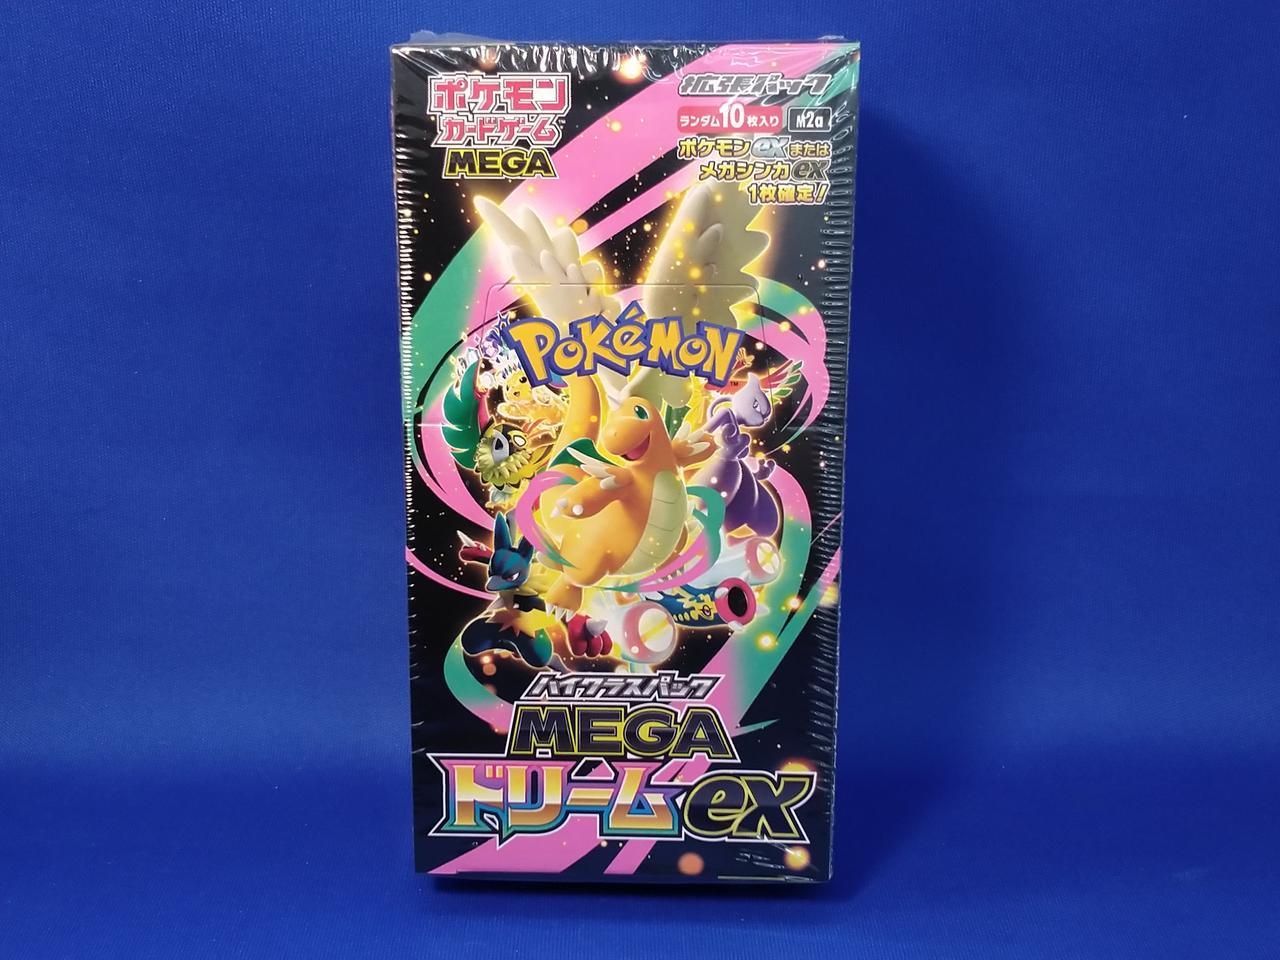 ポケモン
カードゲーム
MEGA
拡張パック
ランダム10枚入り M2a
ポケモンexまたは
メガシンカex
1枚確定!
POKéMON™
ハイクラスパック
MEGA
ドリームex